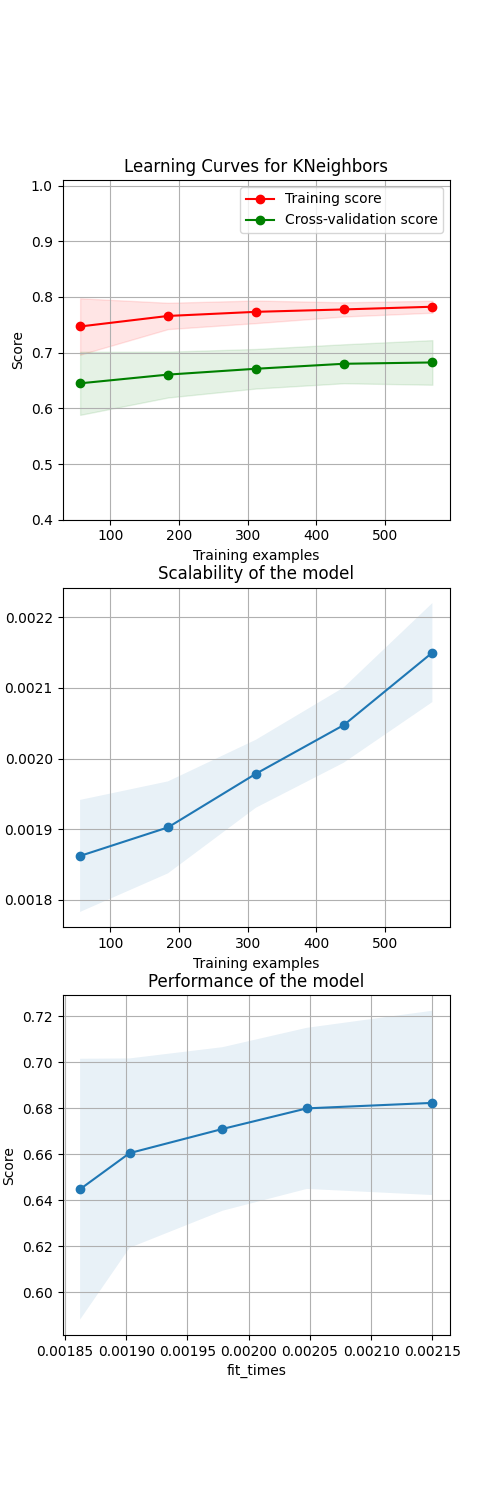 Learning Curves for KNeighbors
1.0
Training score
Cross-validation score
0.9
0.8
0.7
0.6
0.5
0.4
Score
100 200 300 400 500
Training examples
Scalability of the model
0.0022
0.0021
0.0020
0.0019
0.0018
100 200 300 400 500
Training examples
Performance of the model
0.72
0.70
0.68
0.66
0.64
0.62
0.60
Score
0.00185 0.00190 0.00195 0.00200 0.00205 0.00210 0.00215
fit_times